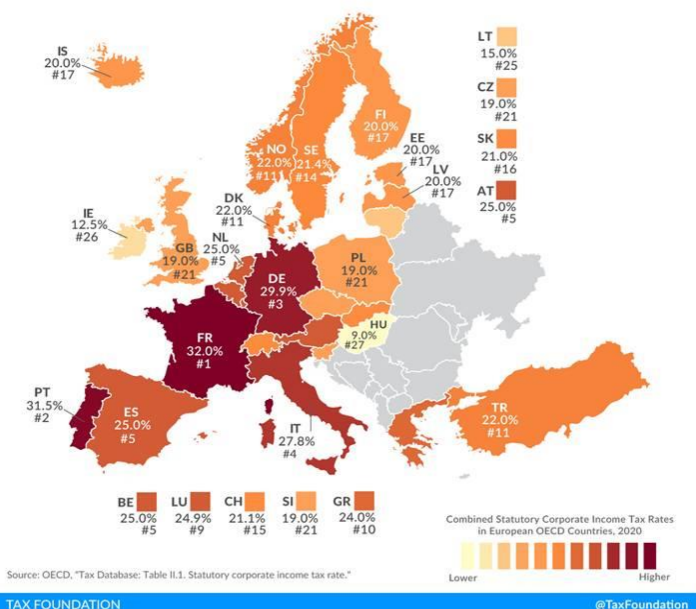 IS
20.0%
#17
LT
15.0%
#25
CZ
19.0%
#21
SK
21.0%
#16
AT
25.0%
#5
FI
20.0%
#17
NO
22.0%
#11
SE
21.4%
#14
EE
20.0%
#17
LV
20.0%
#17
DK
22.0%
#11
IE
12.5%
#26
GB
19.0%
#21
NL
25.0%
#5
PL
19.0%
#21
DE
29.9%
#3
HU
9.0%
#27
FR
32.0%
#1
PT
31.5%
#2
ES
25.0%
#5
IT
27.8%
#4
TR
22.0%
#11
BE
25.0%
#5
LU
24.9%
#9
CH
21.1%
#15
SI
19.0%
#21
GR
24.0%
#10
Combined Statutory Corporate Income Tax Rates
in European OECD Countries, 2020
Lower Higher
Source: OECD, "Tax Database: Table II.1. Statutory corporate income tax rate."
TAX FOUNDATION @TaxFoundation